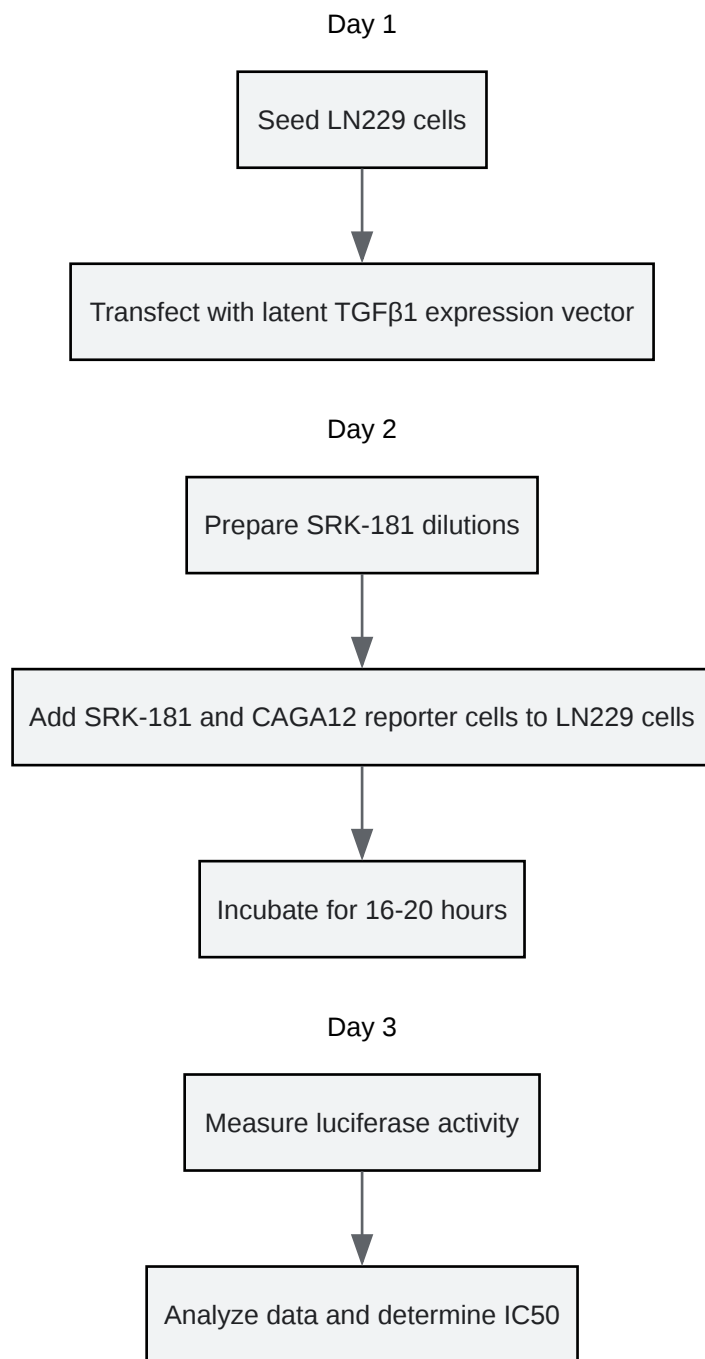 Day 1
Seed LN229 cells
Transfect with latent TGFβ1 expression vector
Day 2
Prepare SRK-181 dilutions
Add SRK-181 and CAGA12 reporter cells to LN229 cells
Incubate for 16-20 hours
Day 3
Measure luciferase activity
Analyze data and determine IC50